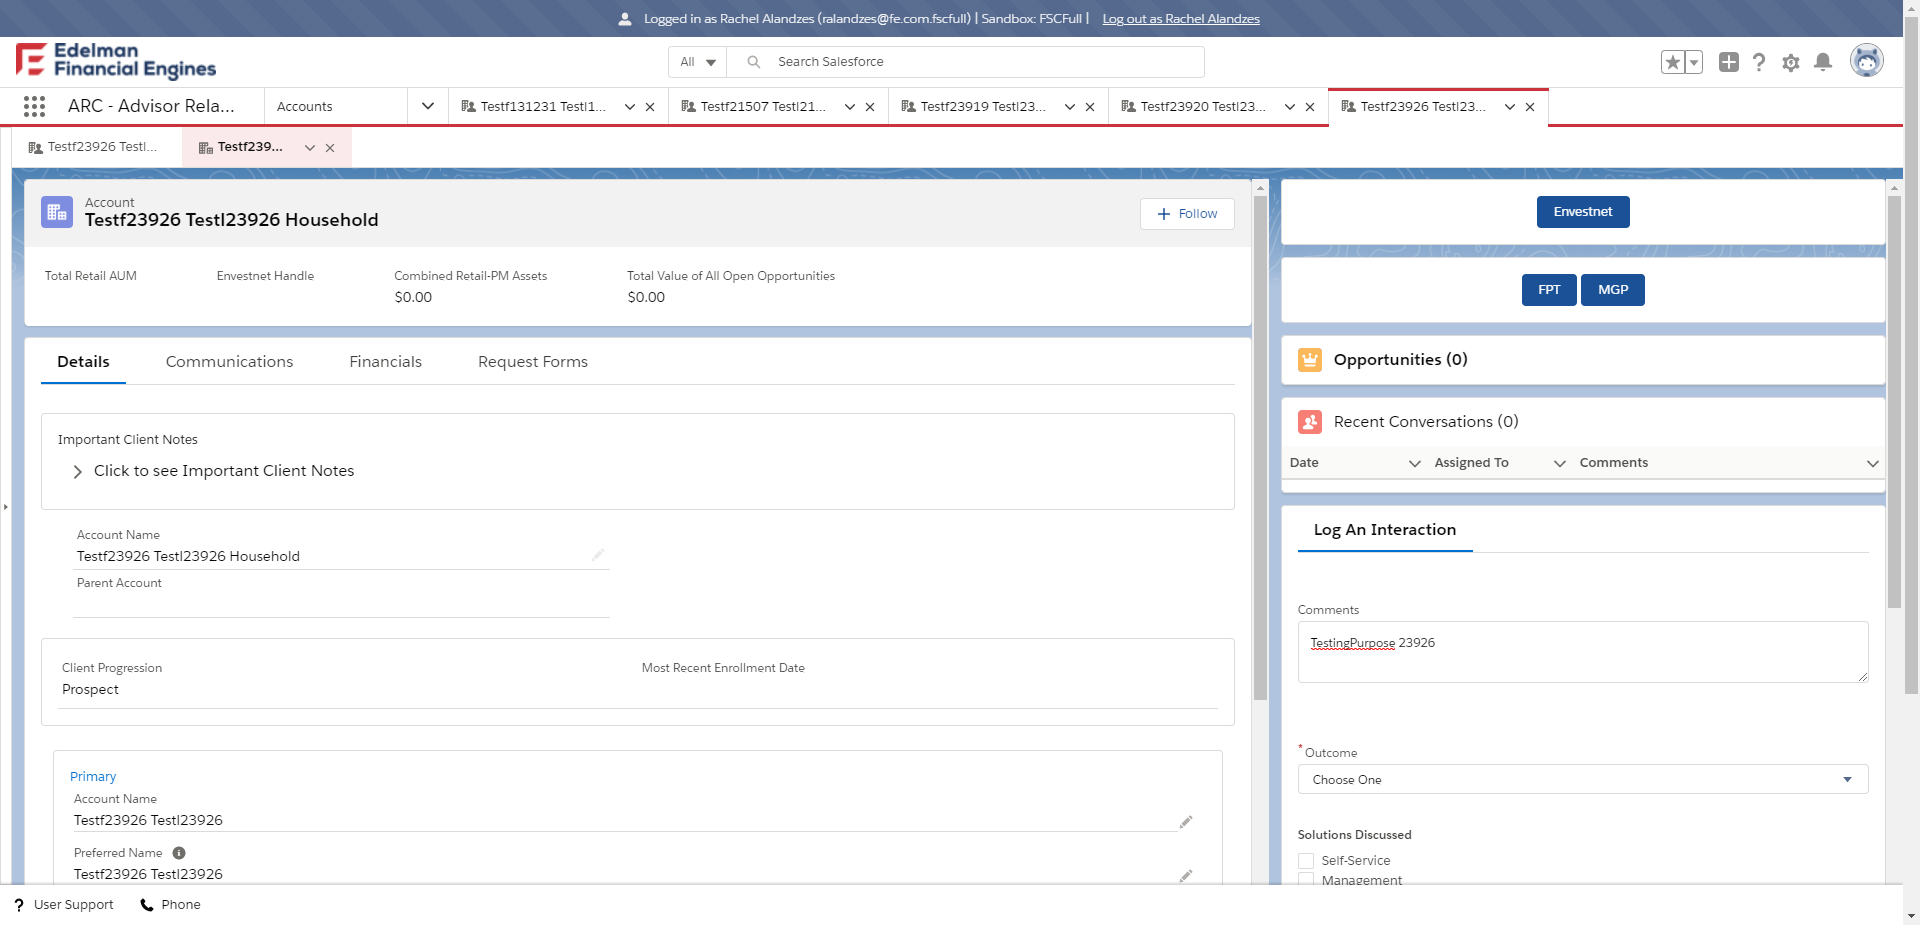 Logged in as Rachel Alandzes (ralandzes@fe.com.fscfull) | Sandbox: FSCFull | Log out as Rachel Alandzes
Edelman
Financial Engines
All
Search Salesforce
ARC - Advisor Rela...
Accounts
Testf131231 Testl1...
Testf21507 Testl21...
Testf23919 Testl23...
Testf23920 Testl23...
Testf23926 Testl23...
Testf23926 Testl...
Testf239...
Account
Testf23926 Testl23926 Household
Follow
Total Retail AUM
Envestnet Handle
Combined Retail-PM Assets
$0.00
Total Value of All Open Opportunities
$0.00
Details
Communications
Financials
Request Forms
Important Client Notes
Click to see Important Client Notes
Account Name
Testf23926 Testl23926 Household
Parent Account
Client Progression
Prospect
Most Recent Enrollment Date
Primary
Account Name
Testf23926 Testl23926
Preferred Name
Testf23926 Testl23926
Envestnet
FPT
MGP
Opportunities (0)
Recent Conversations (0)
Date
Assigned To
Comments
Log An Interaction
Comments
TestingPurpose 23926
* Outcome
Choose One
Solutions Discussed
Self-Service
Management
? User Support
Phone